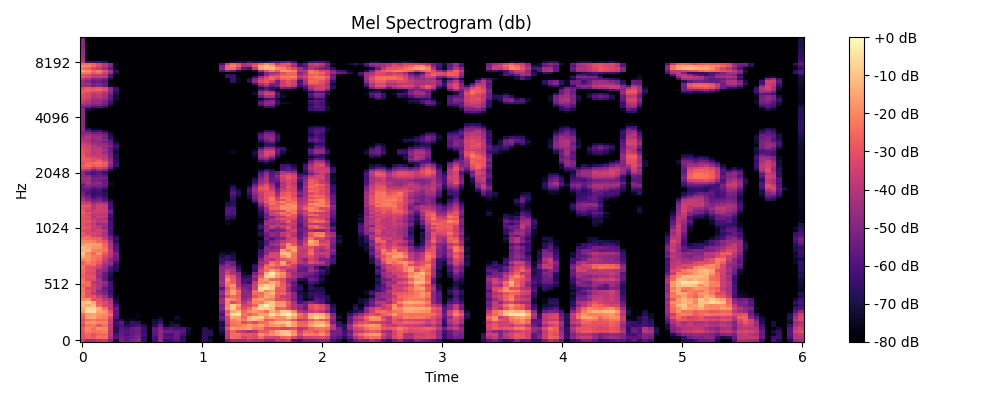 Mel Spectrogram (db)
Hz
8192
4096
2048
1024
512
0
0 1 2 3 4 5 6
Time
+0 dB
-10 dB
-20 dB
-30 dB
-40 dB
-50 dB
-60 dB
-70 dB
-80 dB